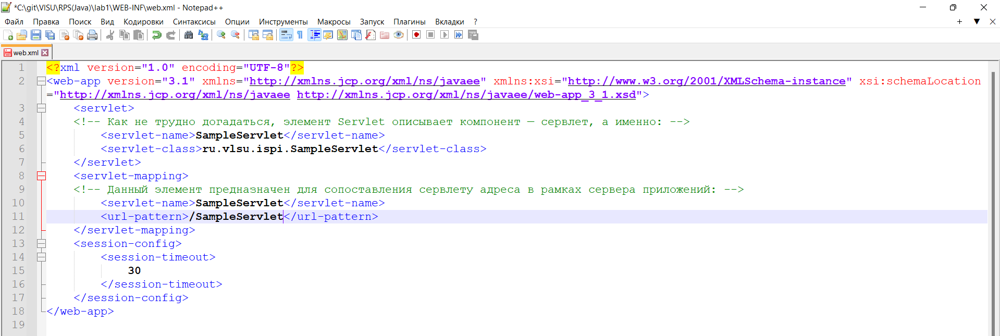 *C:\git\VISU\RPS(Java)\lab1\WEB-INF\web.xml - Notepad++
Файл Правка Поиск Вид Кодировки Синтаксисы Опции Инструменты Макросы Запуск Плагины Вкладки ?
web.xml
1 <?xml version="1.0" encoding="UTF-8"?>
2 <web-app version="3.1" xmlns="http://xmlns.jcp.org/xml/ns/javaee" xmlns:xsi="http://www.w3.org/2001/XMLSchema-instance" xsi:schemaLocation
="http://xmlns.jcp.org/xml/ns/javaee http://xmlns.jcp.org/xml/ns/javaee/web-app_3_1.xsd">
3 <servlet>
4 <!-- Как не трудно догадаться, элемент Servlet описывает компонент — сервлет, а именно: -->
5 <servlet-name>SampleServlet</servlet-name>
6 <servlet-class>ru.vlsu.ispi.SampleServlet</servlet-class>
7 </servlet>
8 <servlet-mapping>
9 <!-- Данный элемент предназначен для сопоставления сервлету адреса в рамках сервера приложений: -->
10 <servlet-name>SampleServlet</servlet-name>
11 <url-pattern>/SampleServlet</url-pattern>
12 </servlet-mapping>
13 <session-config>
14 <session-timeout>
15 30
16 </session-timeout>
17 </session-config>
18 </web-app>
19